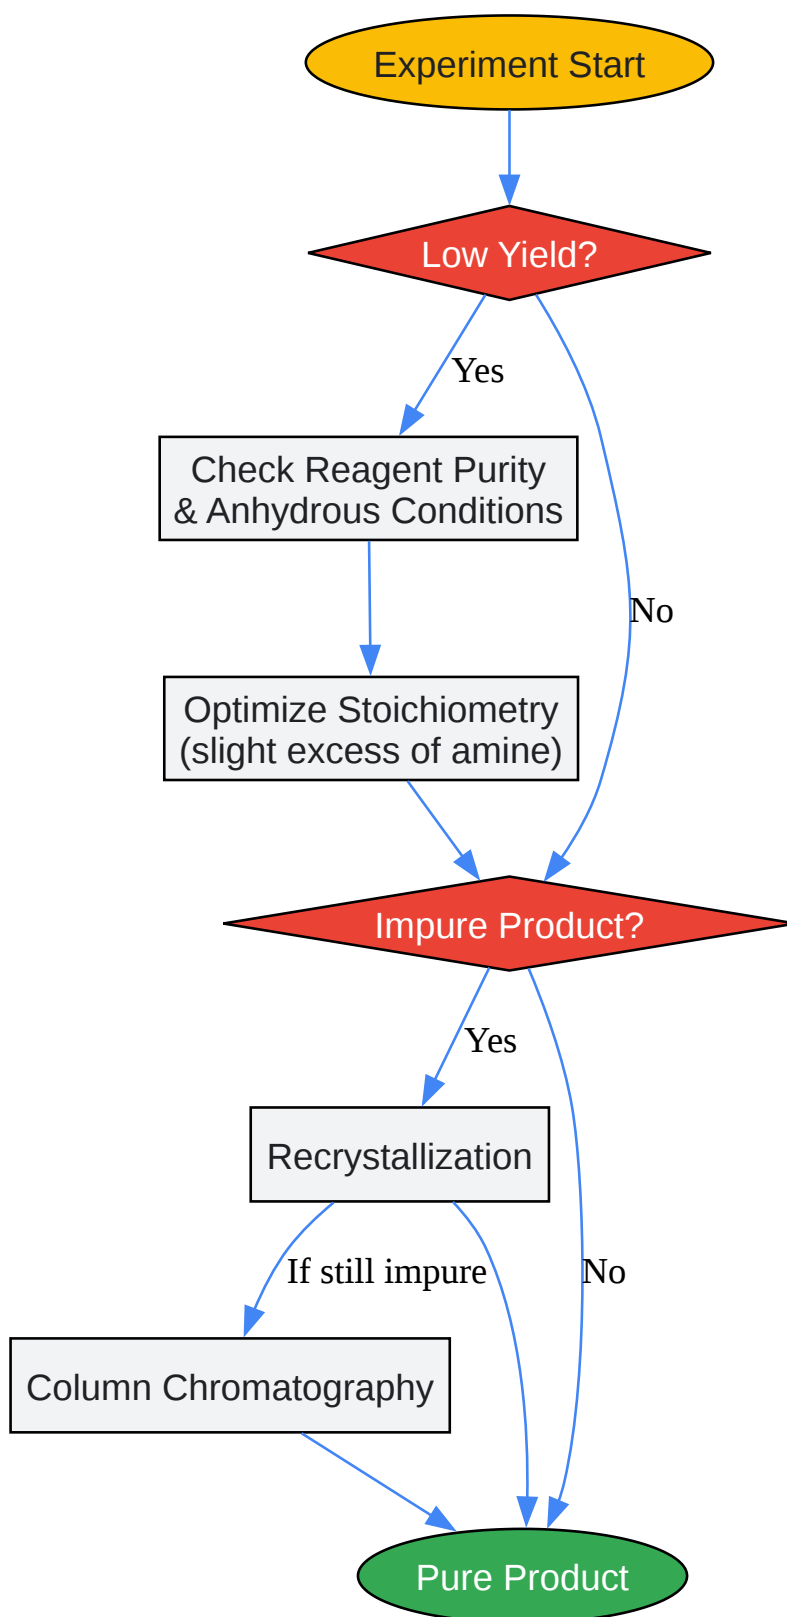 Experiment Start
Low Yield?
Yes
Check Reagent Purity
& Anhydrous Conditions
No
Optimize Stoichiometry
(slight excess of amine)
Impure Product?
Yes
Recrystallization
If still impure
No
Column Chromatography
Pure Product